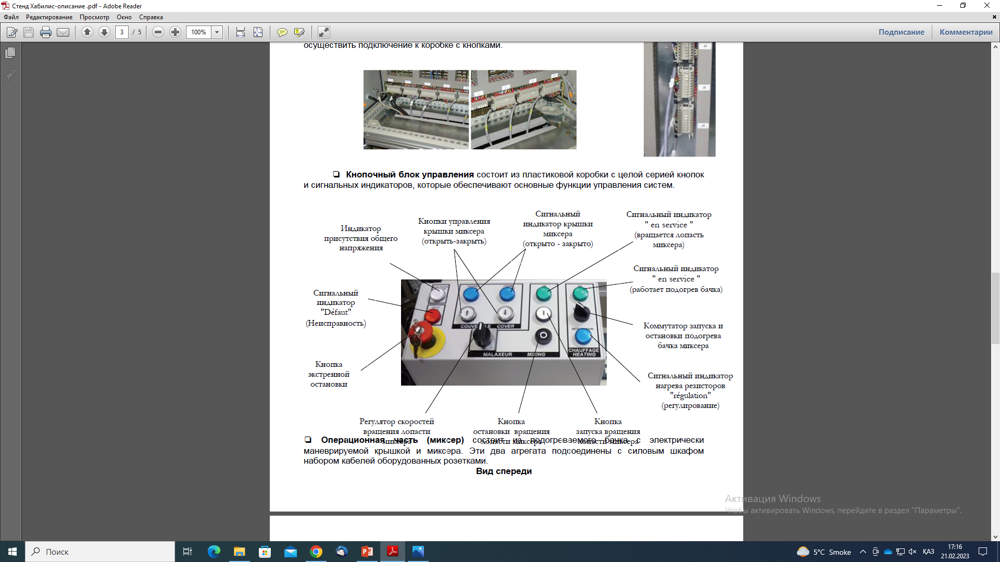 Стенд Хабилис-описание .pdf - Adobe Reader
Файл Редактирование Просмотр Окно Справка
3 / 5
100%
Подписание Комментарии
осуществить подключение к коробке с кнопками.
❑ Кнопочный блок управления состоит из пластиковой коробки с целой серией кнопок
и сигнальных индикаторов, которые обеспечивают основные функции управления систем.
Индикатор
присутствия общего
напряжения
Кнопки управления
крышки миксера
(открыть-закрыть)
Сигнальный
индикатор крышки
миксера
(открыто - закрыто)
Сигнальный индикатор
" en service "
(вращается лопасть
миксера)
Сигнальный индикатор
" en service "
(работает подогрев бачка)
Сигнальный
индикатор
"Défaut"
(Неисправность)
COUVERCLE COVER
Коммутатор запуска и
остановки подогрева
бачка миксера
MALAXEUR MIXING
CHAUFFAGE
HEATING
Кнопка
экстренной
остановки
Сигнальный индикатор
нагрева резисторов
"régulation"
(регулирование)
Регулятор скоростей
вращения лопасти
миксера
Кнопка
остановки вращения
лопасти миксера
Кнопка
запуска вращения
лопасти миксера
❑ Операционная часть (миксер) состоит из подогреваемого бачка с электрически
маневрируемой крышкой и миксера. Эти два агрегата подсоединены с силовым шкафом
набором кабелей оборудованных розетками.
Вид спереди
Активация Windows
Чтобы активировать Windows, перейдите в раздел "Параметры".
Поиск
5°C Smoke
ҚАЗ
17:16
21.02.2023